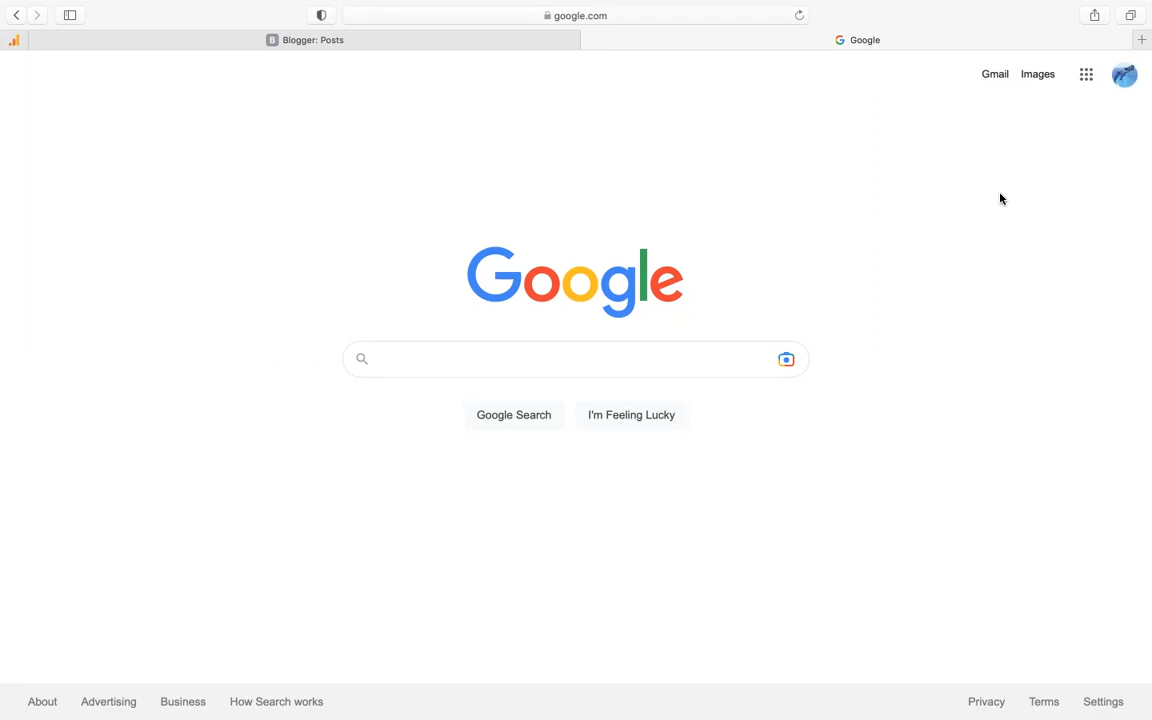 google.com
B Blogger: Posts
G Google
Gmail Images
Google
Google Search I'm Feeling Lucky
About Advertising Business How Search works Privacy Terms Settings